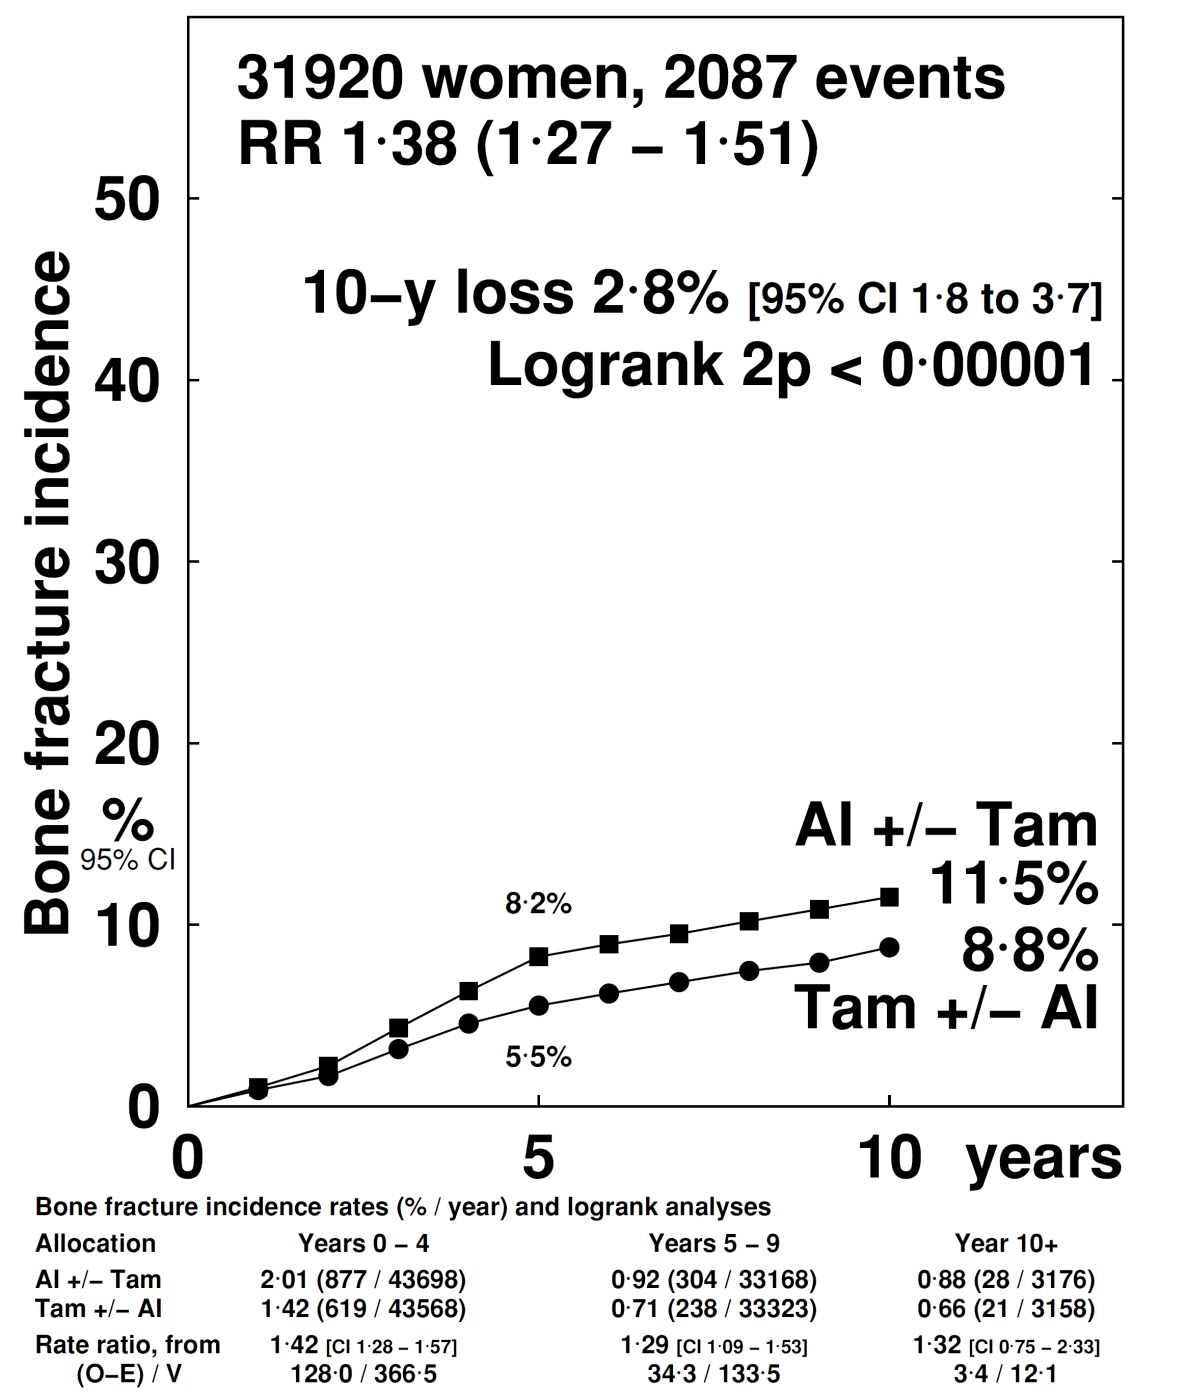 31920 women, 2087 events
RR 1·38 (1·27 – 1·51)
50
10–y loss 2·8% [95% CI 1·8 to 3·7]
Logrank 2p < 0·00001
40
Bone fracture incidence
30
20
%
95% CI
AI +/– Tam
11·5%
8·2%
10
8·8%
Tam +/– AI
5·5%
0
0 5 10 years
Bone fracture incidence rates (% / year) and logrank analyses
Allocation Years 0 – 4 Years 5 – 9 Year 10+
AI +/– Tam 2·01 (877 / 43698) 0·92 (304 / 33168) 0·88 (28 / 3176)
Tam +/– AI 1·42 (619 / 43568) 0·71 (238 / 33323) 0·66 (21 / 3158)
Rate ratio, from 1·42 [CI 1·28 – 1·57] 1·29 [CI 1·09 – 1·53] 1·32 [CI 0·75 – 2·33]
(O–E) / V 128·0 / 366·5 34·3 / 133·5 3·4 / 12·1